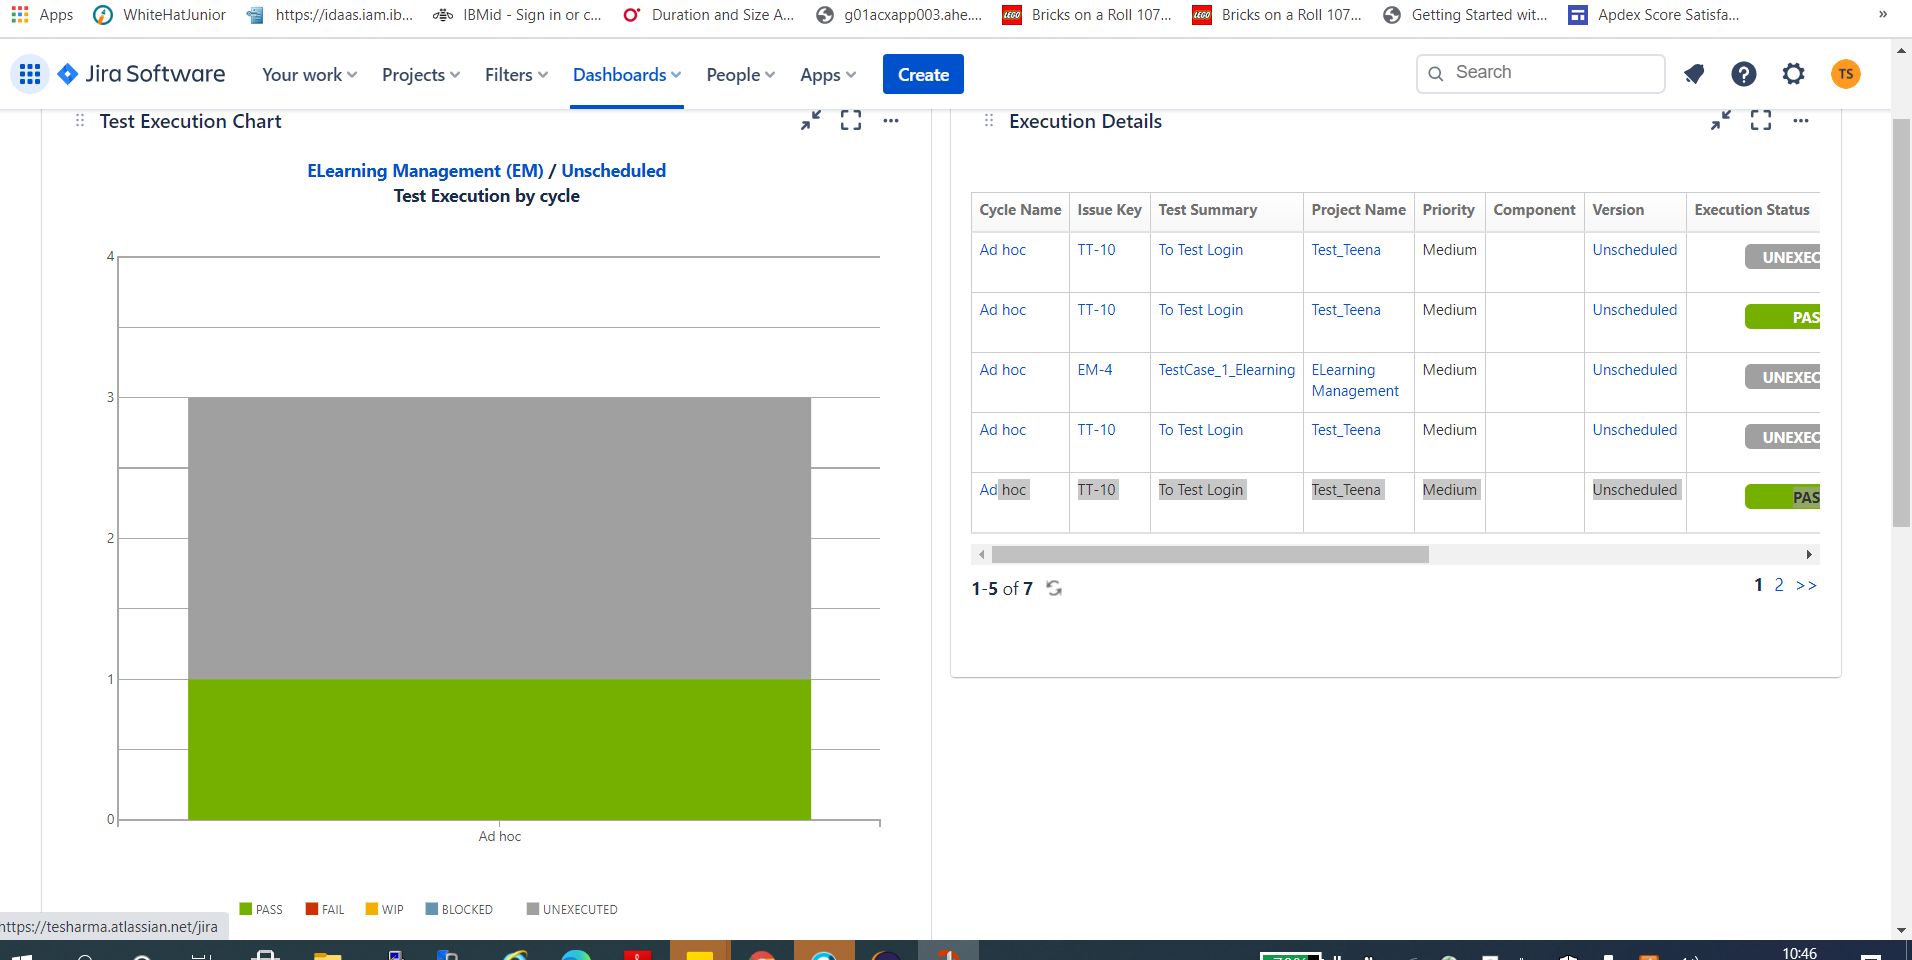 Apps WhiteHatJunior https://idaas.iam.ib... IBMid - Sign in or c... Duration and Size A... g01acxapp003.ahe.... LEGO Bricks on a Roll 107... LEGO Bricks on a Roll 107... Getting Started wit... Apdex Score Satisfa... »
Jira Software Your work Projects Filters Dashboards People Apps Create Search TS
Test Execution Chart
ELearning Management (EM) / Unscheduled
Test Execution by cycle
4
3
2
1
0
Ad hoc
PASS FAIL WIP BLOCKED UNEXECUTED
Execution Details
Cycle Name Issue Key Test Summary Project Name Priority Component Version Execution Status
Ad hoc TT-10 To Test Login Test_Teena Medium Unscheduled UNEXEC
Ad hoc TT-10 To Test Login Test_Teena Medium Unscheduled PAS
Ad hoc EM-4 TestCase_1_Elearning ELearning Medium Unscheduled UNEXEC
Management
Ad hoc TT-10 To Test Login Test_Teena Medium Unscheduled UNEXEC
Ad hoc TT-10 To Test Login Test_Teena Medium Unscheduled PAS
1-5 of 7 1 2 >>
https://tesharma.atlassian.net/jira
10:46